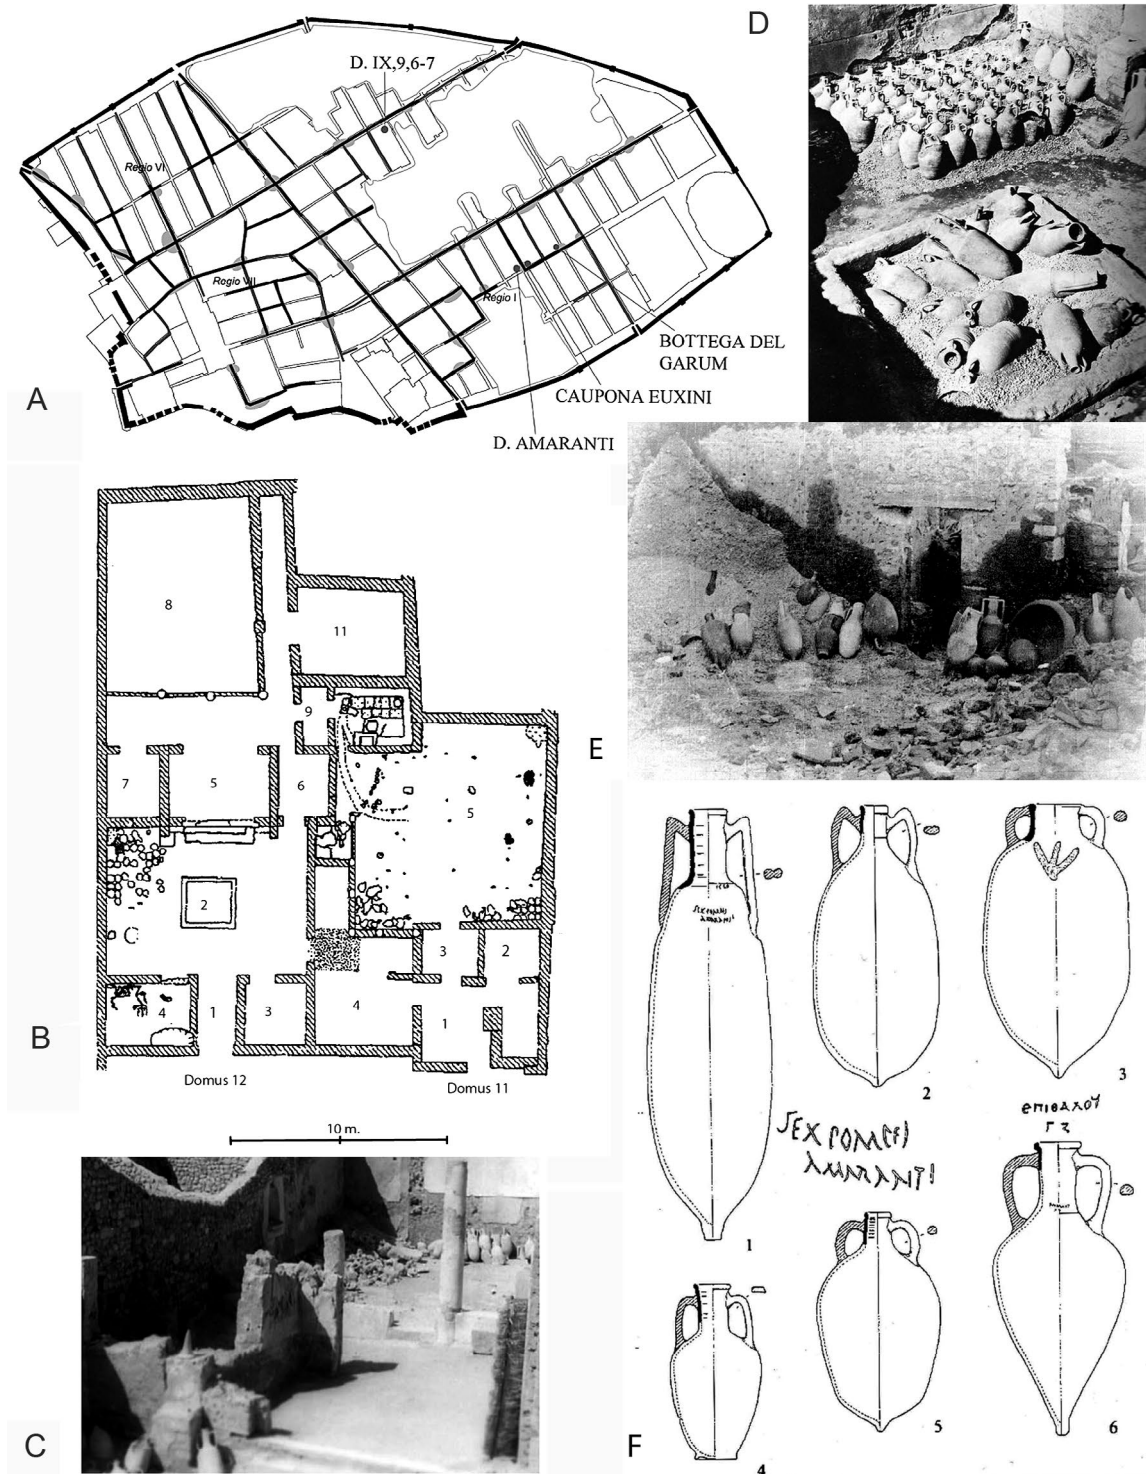 A
D. IX,9,6-7
Regio VI
Regio VII
Regio I
BOTTEGA DEL
GARUM
CAUPONA EUXINI
D. AMARANTI
D
B
8
11
9
7
5
6
5
2
3
2
4
1
3
4
1
Domus 12
Domus 11
10 m.
C
E
F
1
2
3
SEX POMPEI
AMARANTI
ΕΠΙΘΑΛΟΥ
Γ Ζ
4
5
6